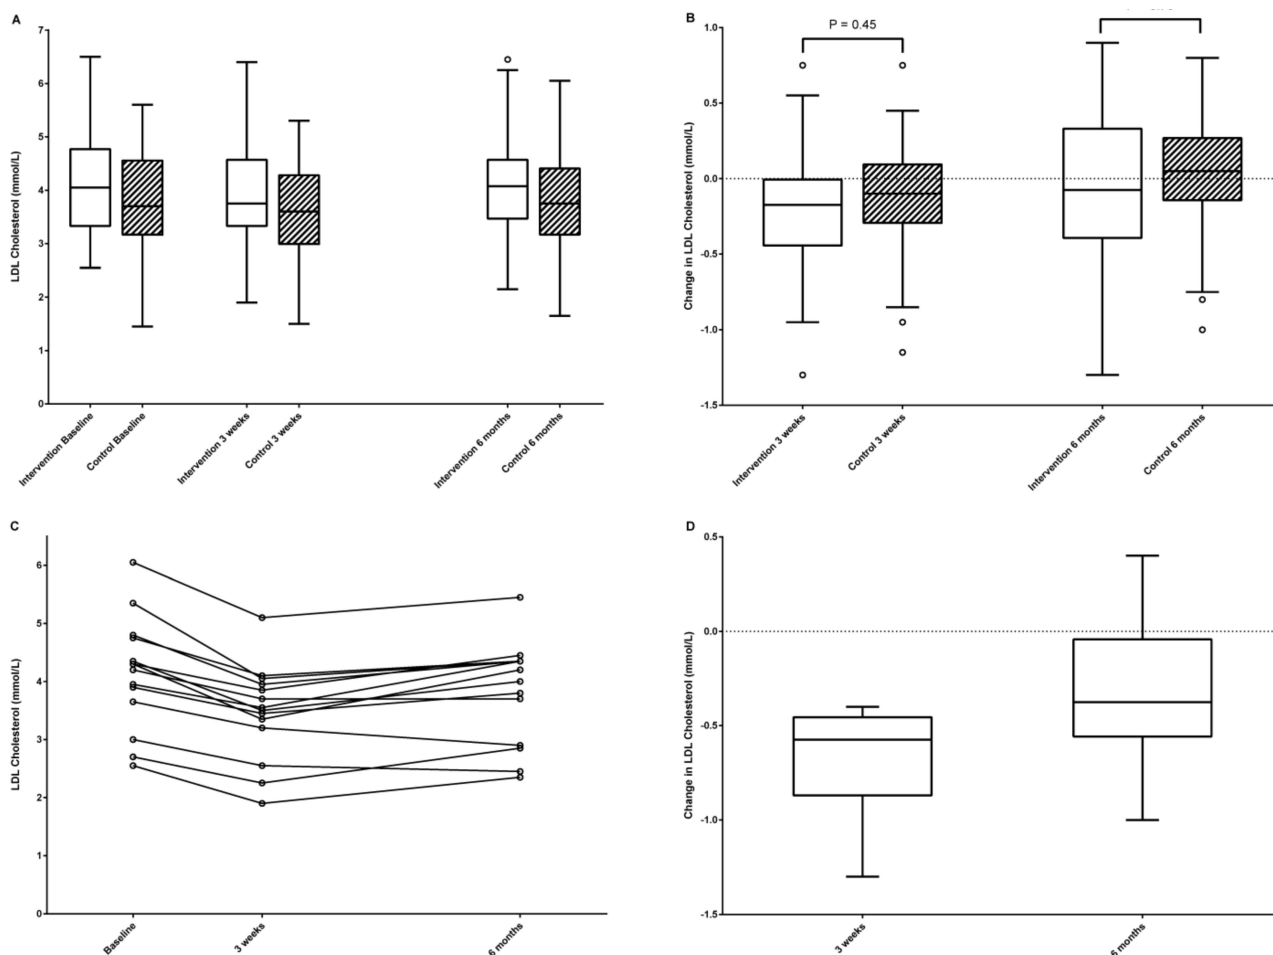 A
LDL Cholesterol (mmol/L)
7
6
5
4
3
2
1
0
Intervention Baseline
Control Baseline
Intervention 3 weeks
Control 3 weeks
Intervention 6 months
Control 6 months
B
P = 0.45
Change in LDL Cholesterol (mmol/L)
1.0
0.5
0.0
-0.5
-1.0
-1.5
Intervention 3 weeks
Control 3 weeks
Intervention 6 months
Control 6 months
C
LDL Cholesterol (mmol/L)
6
5
4
3
2
1
0
Baseline
3 weeks
6 months
D
Change in LDL Cholesterol (mmol/L)
0.5
0.0
-0.5
-1.0
-1.5
3 weeks
6 months